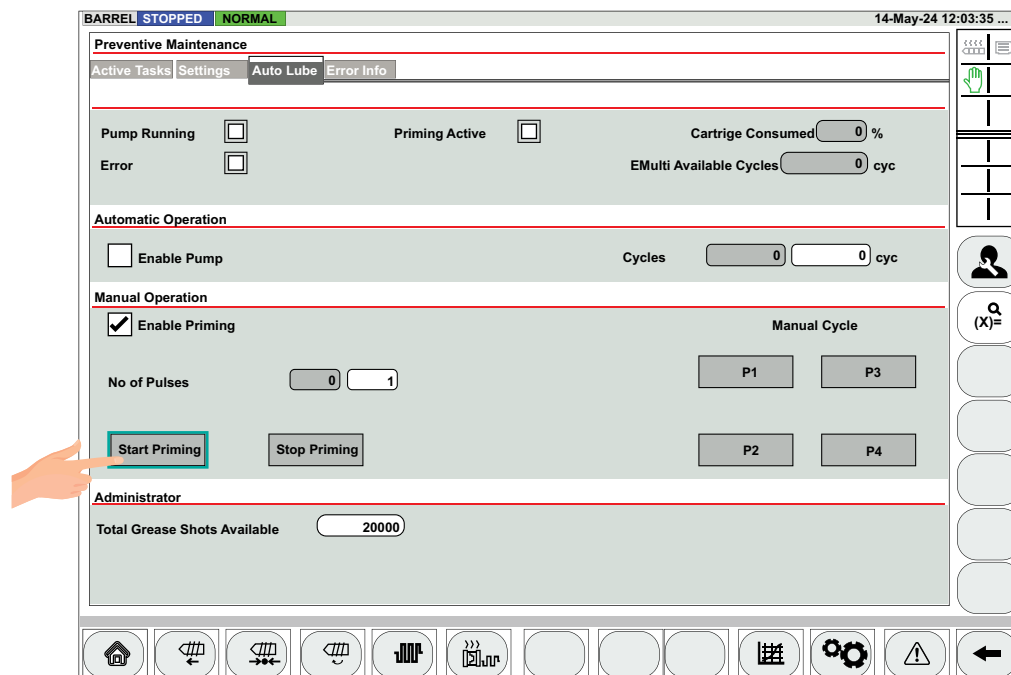 BARREL STOPPED NORMAL 14-May-24 12:03:35 ...
Preventive Maintenance
Active Tasks Settings Auto Lube Error Info
Pump Running Priming Active Cartrige Consumed 0 %
Error EMulti Available Cycles 0 cyc
Automatic Operation
Enable Pump Cycles 0 0 cyc
Manual Operation
Enable Priming Manual Cycle
No of Pulses 0 1 P1 P3
Start Priming Stop Priming P2 P4
Administrator
Total Grease Shots Available 20000
(X)=